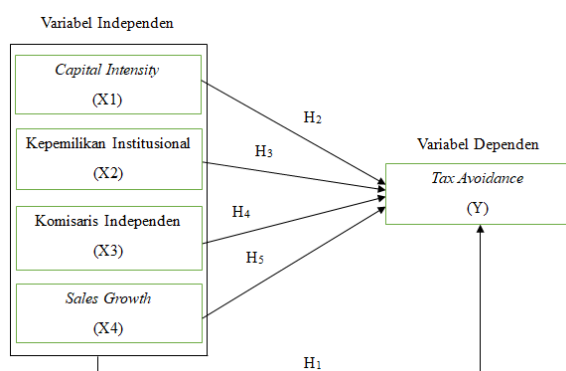 Variabel Independen
Capital Intensity
(X1)
Kepemilikan Institusional
(X2)
Komisaris Independen
(X3)
Sales Growth
(X4)
H2
H3
H4
H5
Variabel Dependen
Tax Avoidance
(Y)
H1